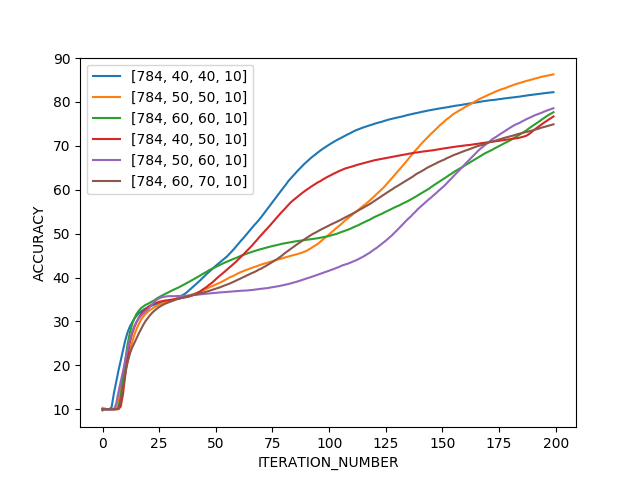 90
80
70
60
50
40
30
20
10
ACCURACY
[784, 40, 40, 10]
[784, 50, 50, 10]
[784, 60, 60, 10]
[784, 40, 50, 10]
[784, 50, 60, 10]
[784, 60, 70, 10]
0 25 50 75 100 125 150 175 200
ITERATION_NUMBER